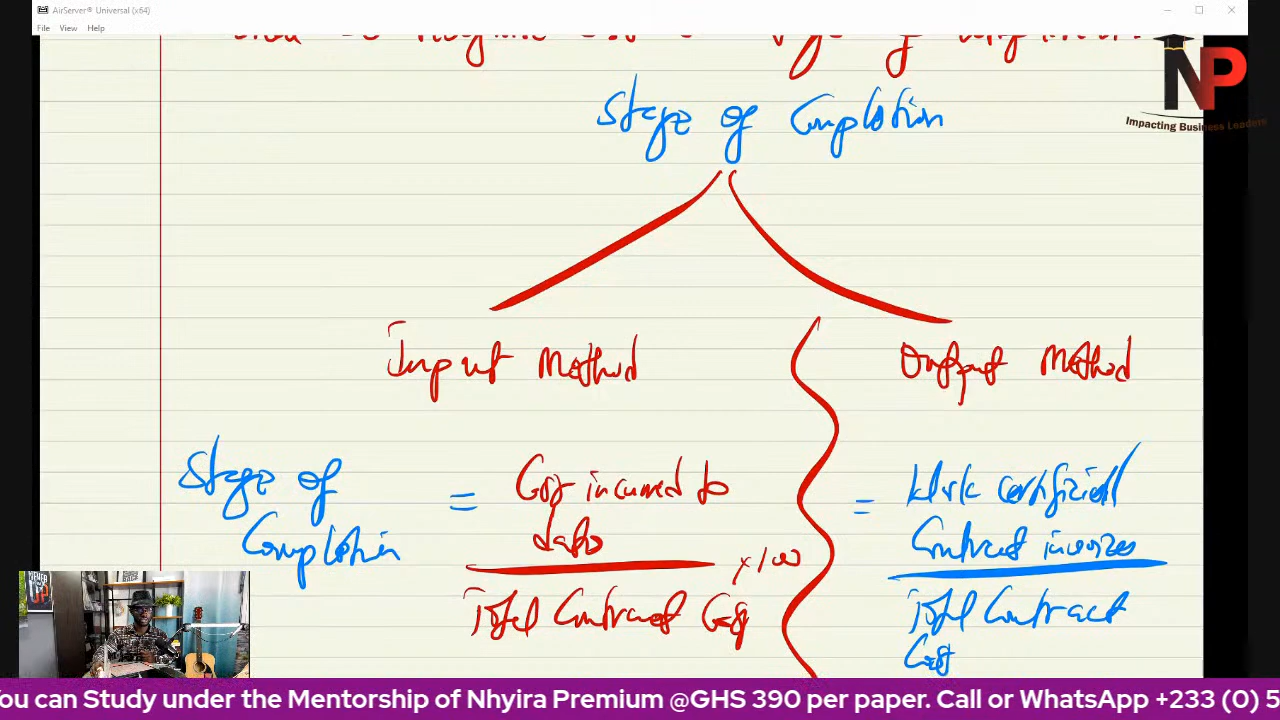 AirServer® Universal (x64)
File View Help
Stage of Completion
NP
Impacting Business Leaders
Input Method
Output Method
Stage of Completion = Cost incurred to date x100
Total Contract Cost
= Work certified/ Contract invoices
Total Contract Cost
You can Study under the Mentorship of Nhyira Premium @GHS 390 per paper. Call or WhatsApp +233 (0) 5